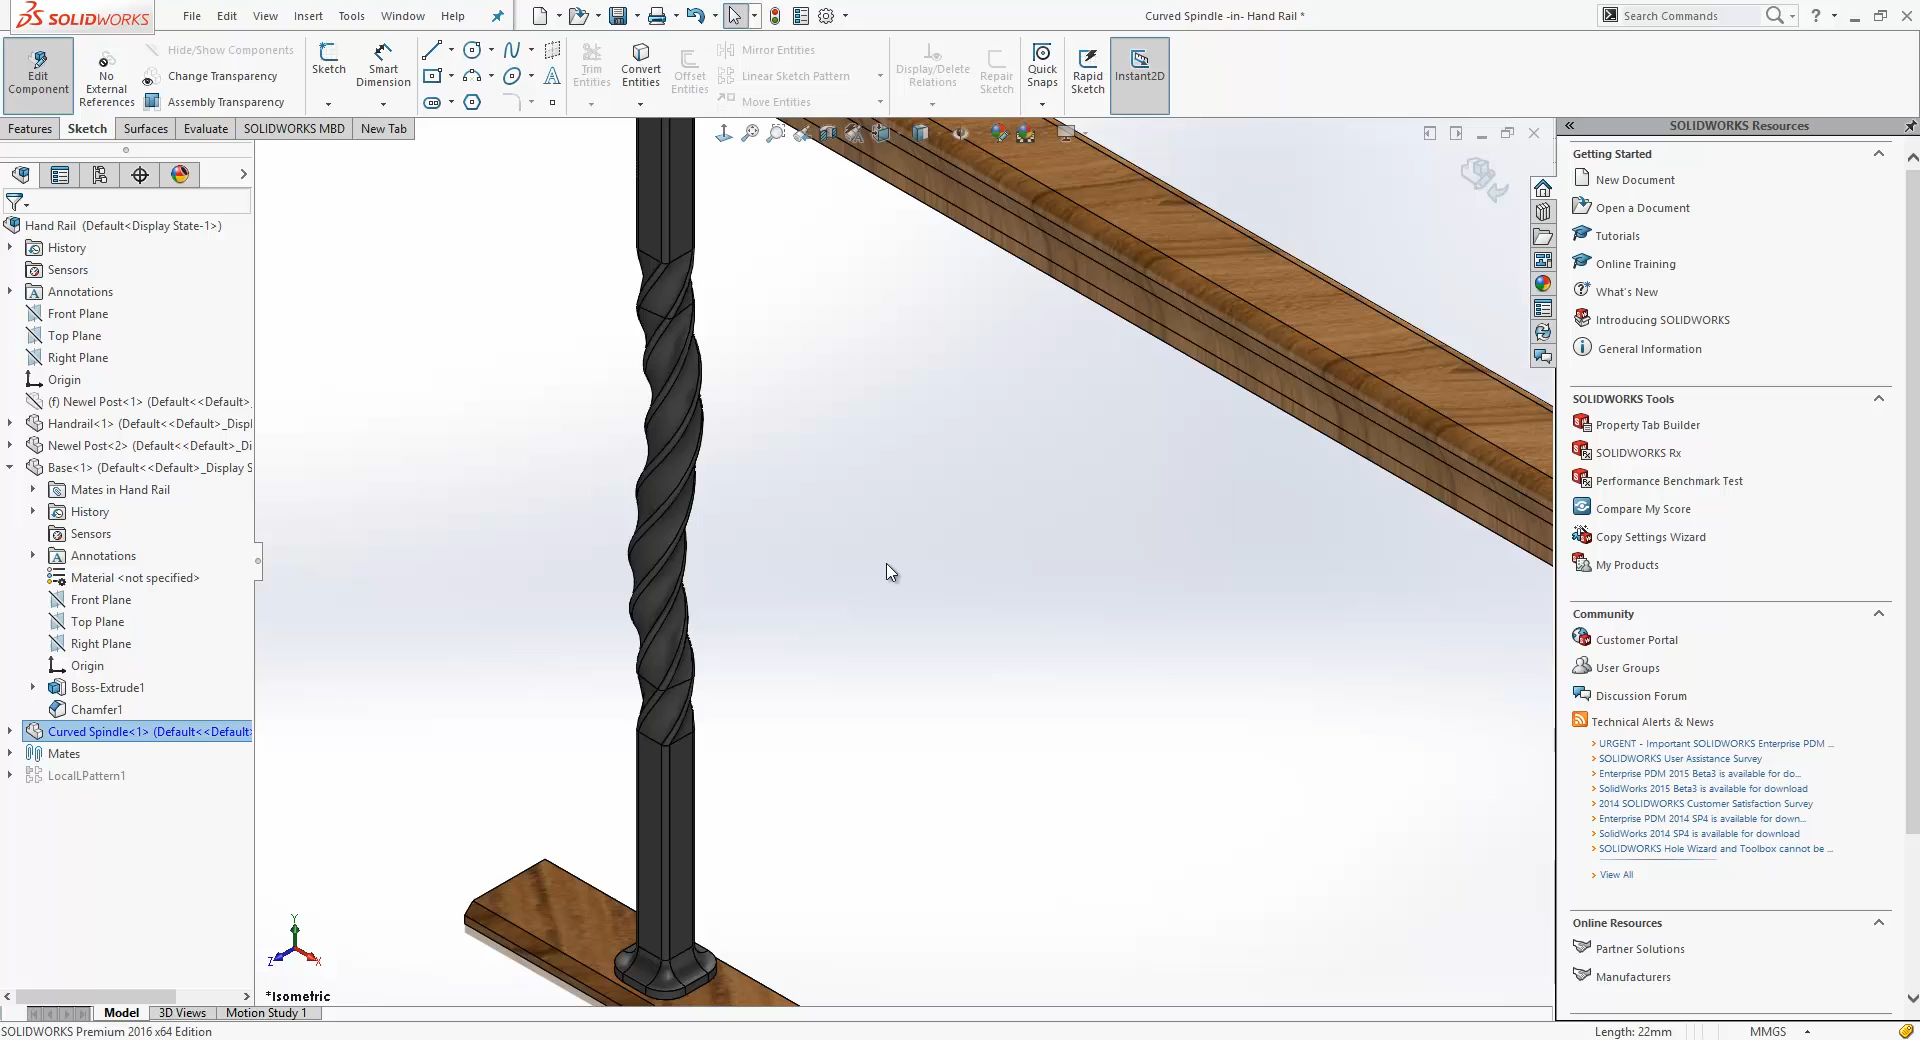 SOLIDWORKS
File Edit View Insert Tools Window Help
Curved Spindle -in- Hand Rail *
Search Commands
Edit Component
No External References
Hide/Show Components
Change Transparency
Assembly Transparency
Sketch
Smart Dimension
Trim Entities
Convert Entities
Offset Entities
Mirror Entities
Linear Sketch Pattern
Move Entities
Display/Delete Relations
Repair Sketch
Quick Snaps
Rapid Sketch
Instant2D
Features Sketch Surfaces Evaluate SOLIDWORKS MBD New Tab
Hand Rail (Default<Display State-1>)
History
Sensors
Annotations
Front Plane
Top Plane
Right Plane
Origin
(f) Newel Post<1> (Default<<Default>_
Handrail<1> (Default<<Default>_Displ
Newel Post<2> (Default<<Default>_Di
Base<1> (Default<<Default>_Display S
Mates in Hand Rail
History
Sensors
Annotations
Material <not specified>
Front Plane
Top Plane
Right Plane
Origin
Boss-Extrude1
Chamfer1
Curved Spindle<1> (Default<<Default>
Mates
LocalLPattern1
Y
Z
X
*Isometric
Model 3D Views Motion Study 1
SOLIDWORKS Premium 2016 x64 Edition
Length: 22mm
MMGS
SOLIDWORKS Resources
Getting Started
New Document
Open a Document
Tutorials
Online Training
What's New
Introducing SOLIDWORKS
General Information
SOLIDWORKS Tools
Property Tab Builder
SOLIDWORKS Rx
Performance Benchmark Test
Compare My Score
Copy Settings Wizard
My Products
Community
Customer Portal
User Groups
Discussion Forum
Technical Alerts & News
URGENT - Important SOLIDWORKS Enterprise PDM ...
SOLIDWORKS User Assistance Survey
Enterprise PDM 2015 Beta3 is available for do...
SolidWorks 2015 Beta3 is available for download
2014 SOLIDWORKS Customer Satisfaction Survey
Enterprise PDM 2014 SP4 is available for down...
SolidWorks 2014 SP4 is available for download
SOLIDWORKS Hole Wizard and Toolbox cannot be ...
View All
Online Resources
Partner Solutions
Manufacturers